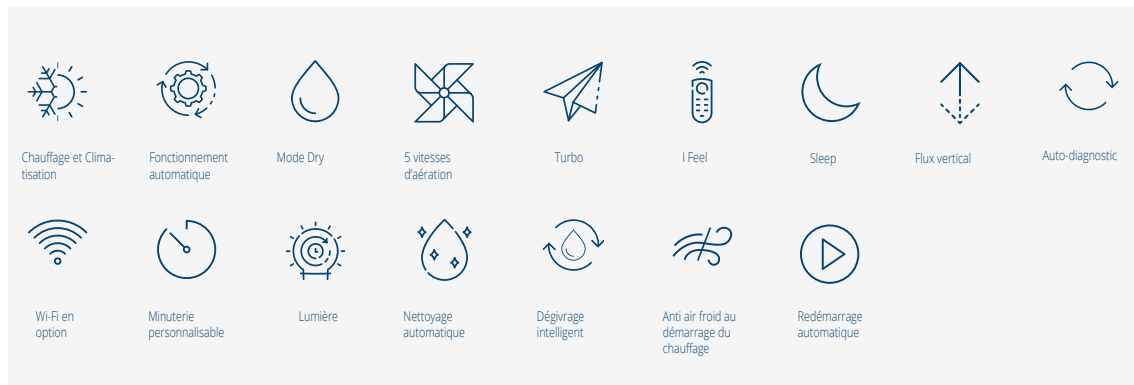 Chauffage et Clima-
tisation
Fonctionnement
automatique
Mode Dry
5 vitesses
d'aération
Turbo
I Feel
Sleep
Flux vertical
Auto-diagnostic
Wi-Fi en
option
Minuterie
personnalisable
Lumière
Nettoyage
automatique
Dégivrage
intelligent
Anti air froid au
démarrage du
chauffage
Redémarrage
automatique